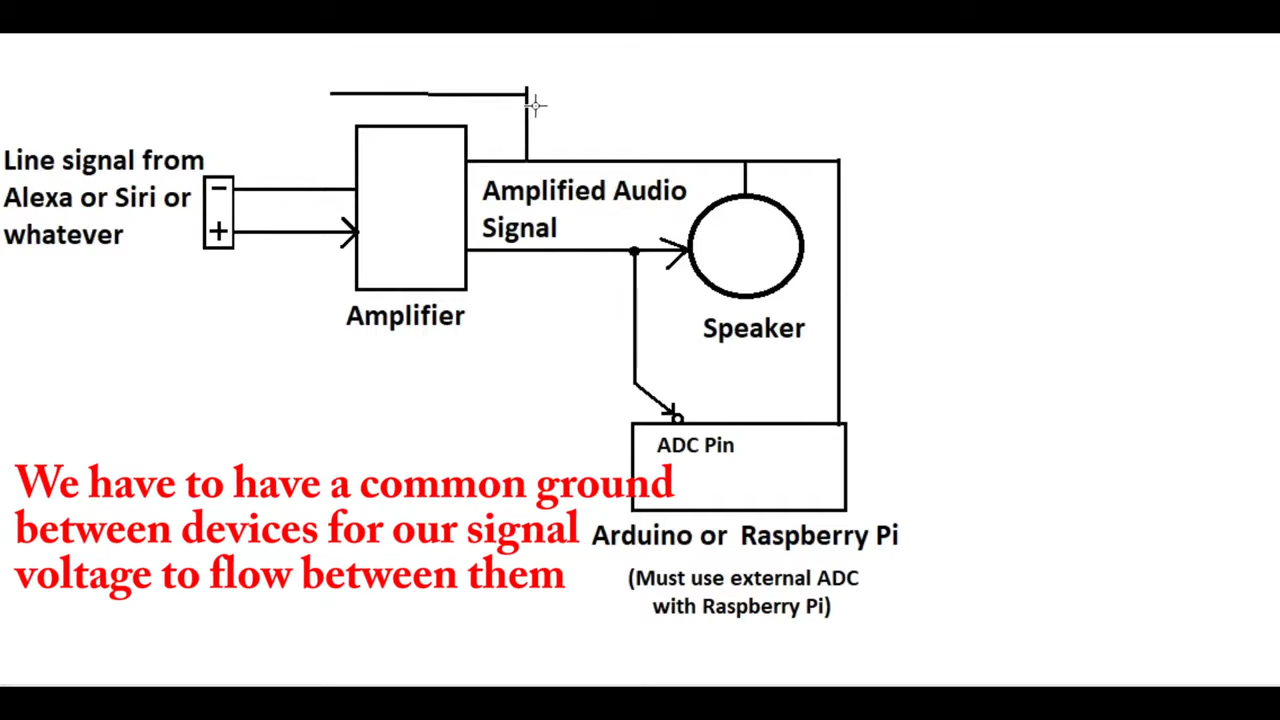 Line signal from
Alexa or Siri or
whatever
−
+
Amplifier
Amplified Audio
Signal
Speaker
ADC Pin
We have to have a common ground
between devices for our signal
voltage to flow between them
Arduino or Raspberry Pi
(Must use external ADC
with Raspberry Pi)